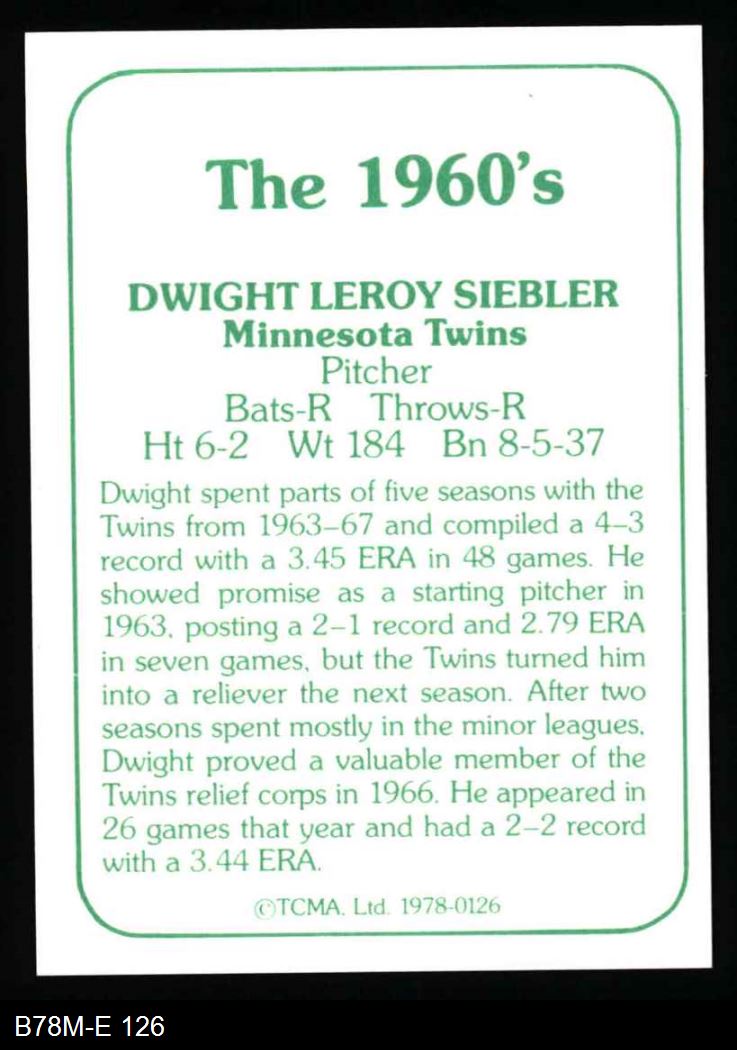 The 1960's
DWIGHT LEROY SIEBLER
Minnesota Twins
Pitcher
Bats-R Throws-R
Ht 6-2 Wt 184 Bn 8-5-37
Dwight spent parts of five seasons with the
Twins from 1963–67 and compiled a 4–3
record with a 3.45 ERA in 48 games. He
showed promise as a starting pitcher in
1963, posting a 2–1 record and 2.79 ERA
in seven games, but the Twins turned him
into a reliever the next season. After two
seasons spent mostly in the minor leagues,
Dwight proved a valuable member of the
Twins relief corps in 1966. He appeared in
26 games that year and had a 2–2 record
with a 3.44 ERA.
©TCMA. Ltd. 1978-0126
B78M-E 126